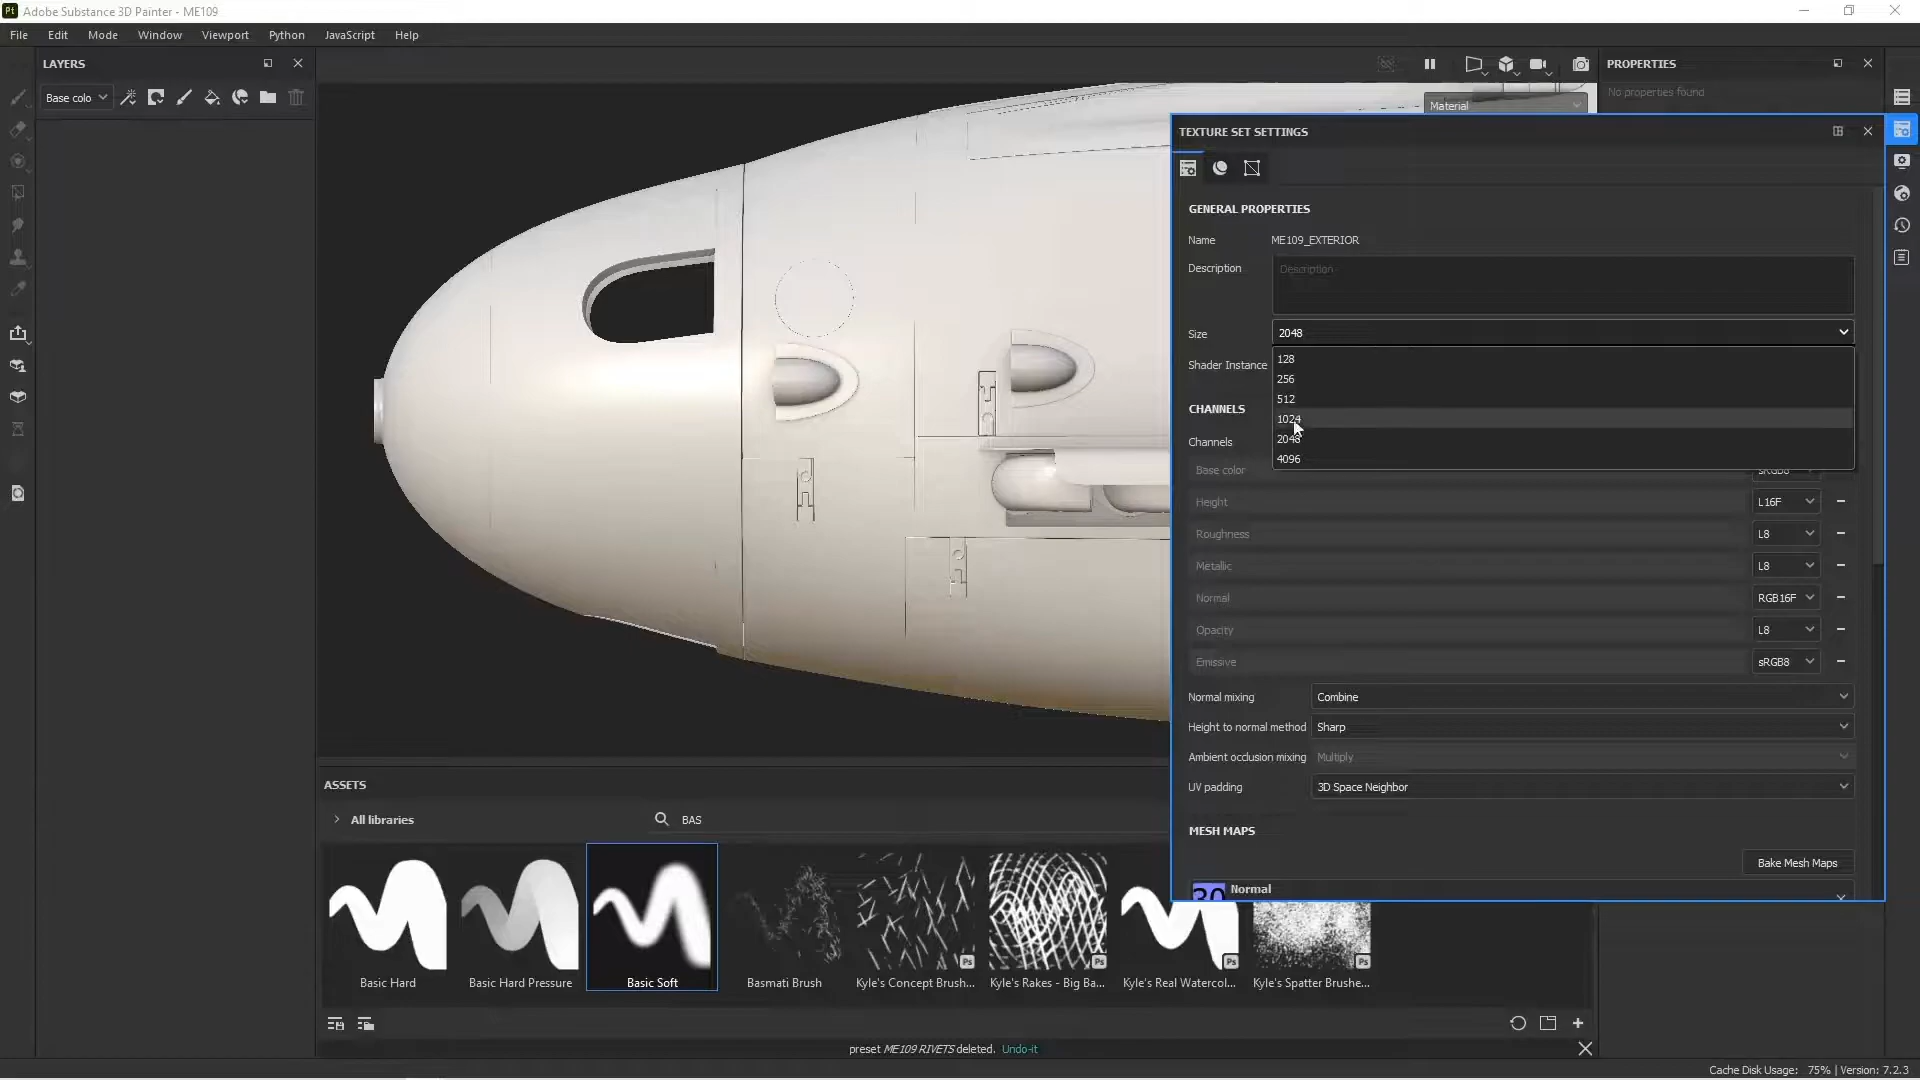 Pt Adobe Substance 3D Painter - ME109
File Edit Mode Window Viewport Python JavaScript Help
LAYERS
Base colo
Material
PROPERTIES
No properties found
TEXTURE SET SETTINGS
GENERAL PROPERTIES
Name ME109_EXTERIOR
Description Description
Size 2048
128
Shader Instance
256
512
CHANNELS
1024
Channels 2048
4096
Base color sRGB8
Height L16F
Roughness L8
Metallic L8
Normal RGB16F
Opacity L8
Emissive sRGB8
Normal mixing Combine
Height to normal method Sharp
Ambient occlusion mixing Multiply
UV padding 3D Space Neighbor
MESH MAPS
Bake Mesh Maps
Normal
ASSETS
All libraries
BAS
Ps Ps Ps Ps
Basic Hard
Basic Hard Pressure
Basic Soft
Basmati Brush
Kyle's Concept Brush...
Kyle's Rakes - Big Ba...
Kyle's Real Watercol...
Kyle's Spatter Brushe...
preset ME109 RIVETS deleted. Undo-it
Cache Disk Usage: 75% | Version: 7.2.3